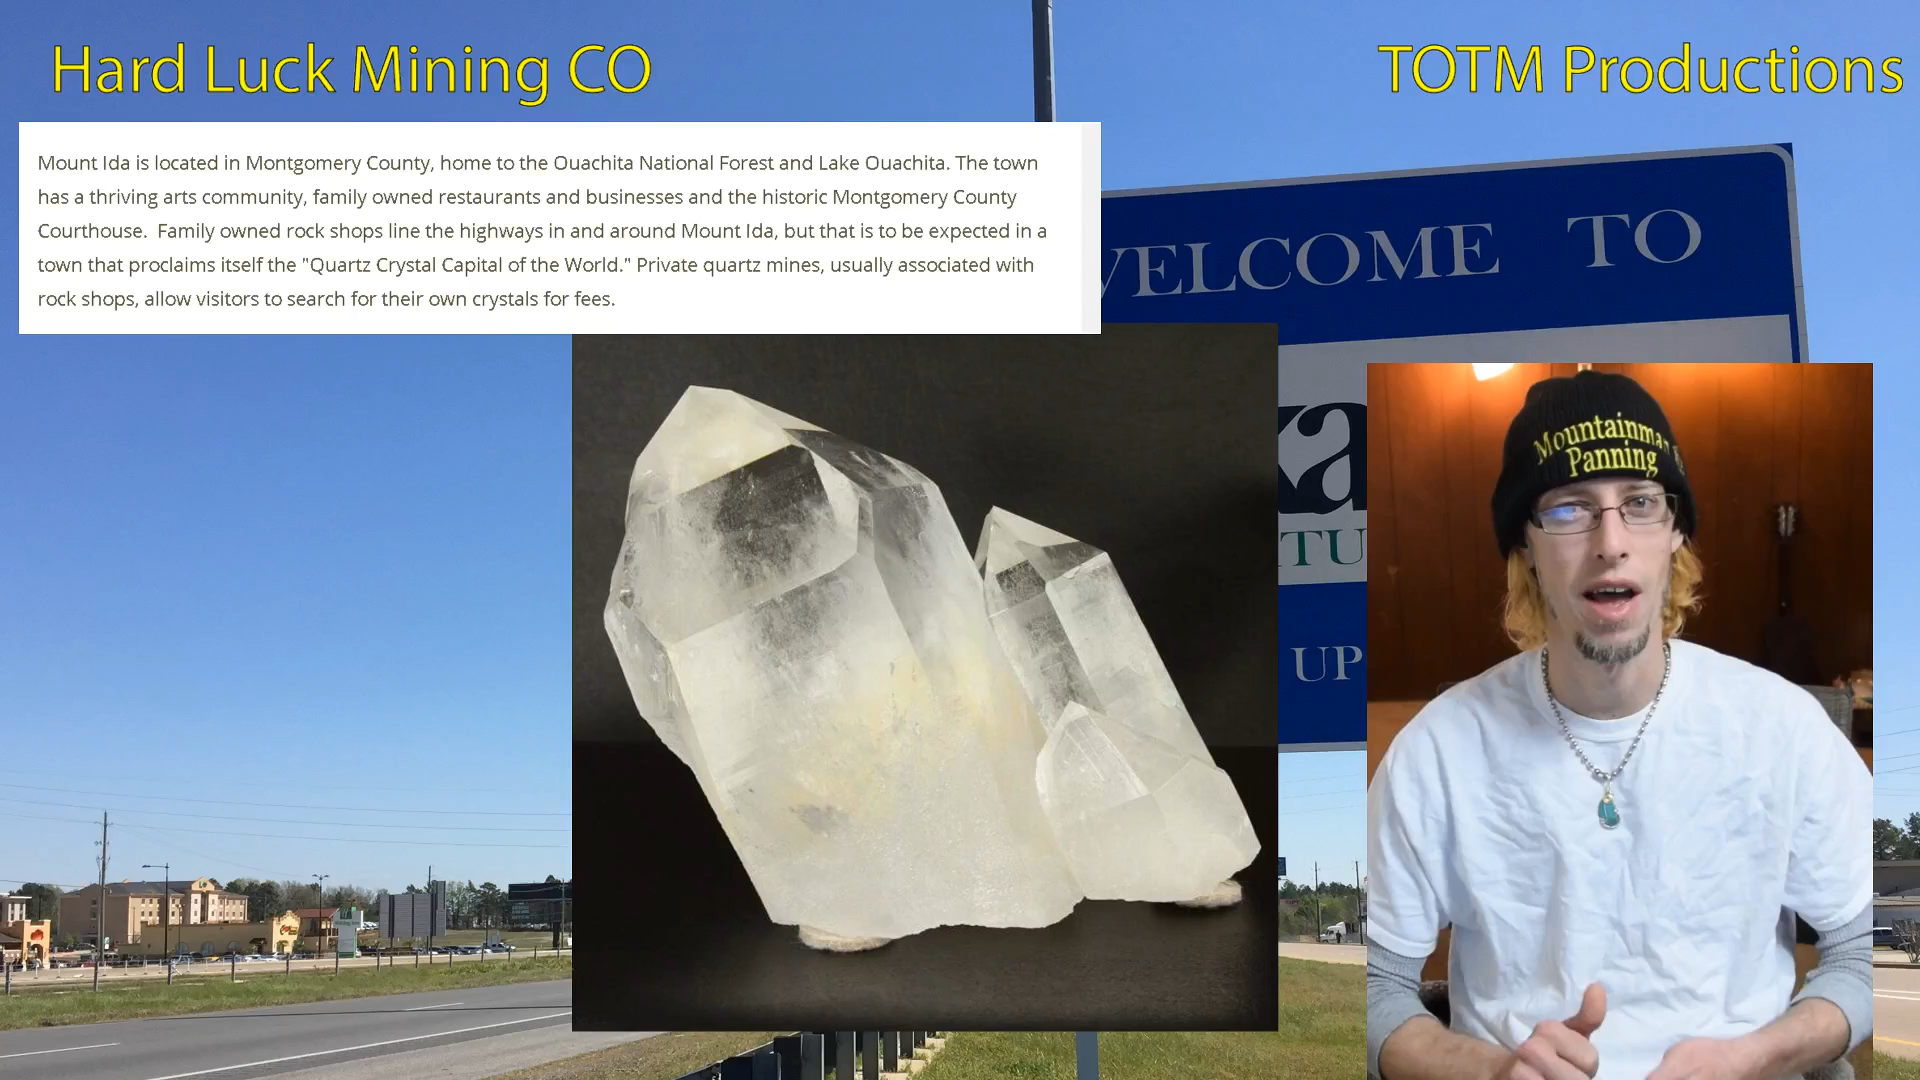 Hard Luck Mining CO
TOTM Productions
Mount Ida is located in Montgomery County, home to the Ouachita National Forest and Lake Ouachita. The town
has a thriving arts community, family owned restaurants and businesses and the historic Montgomery County
Courthouse.  Family owned rock shops line the highways in and around Mount Ida, but that is to be expected in a
town that proclaims itself the "Quartz Crystal Capital of the World." Private quartz mines, usually associated with
rock shops, allow visitors to search for their own crystals for fees.
WELCOME TO
UP
Panning